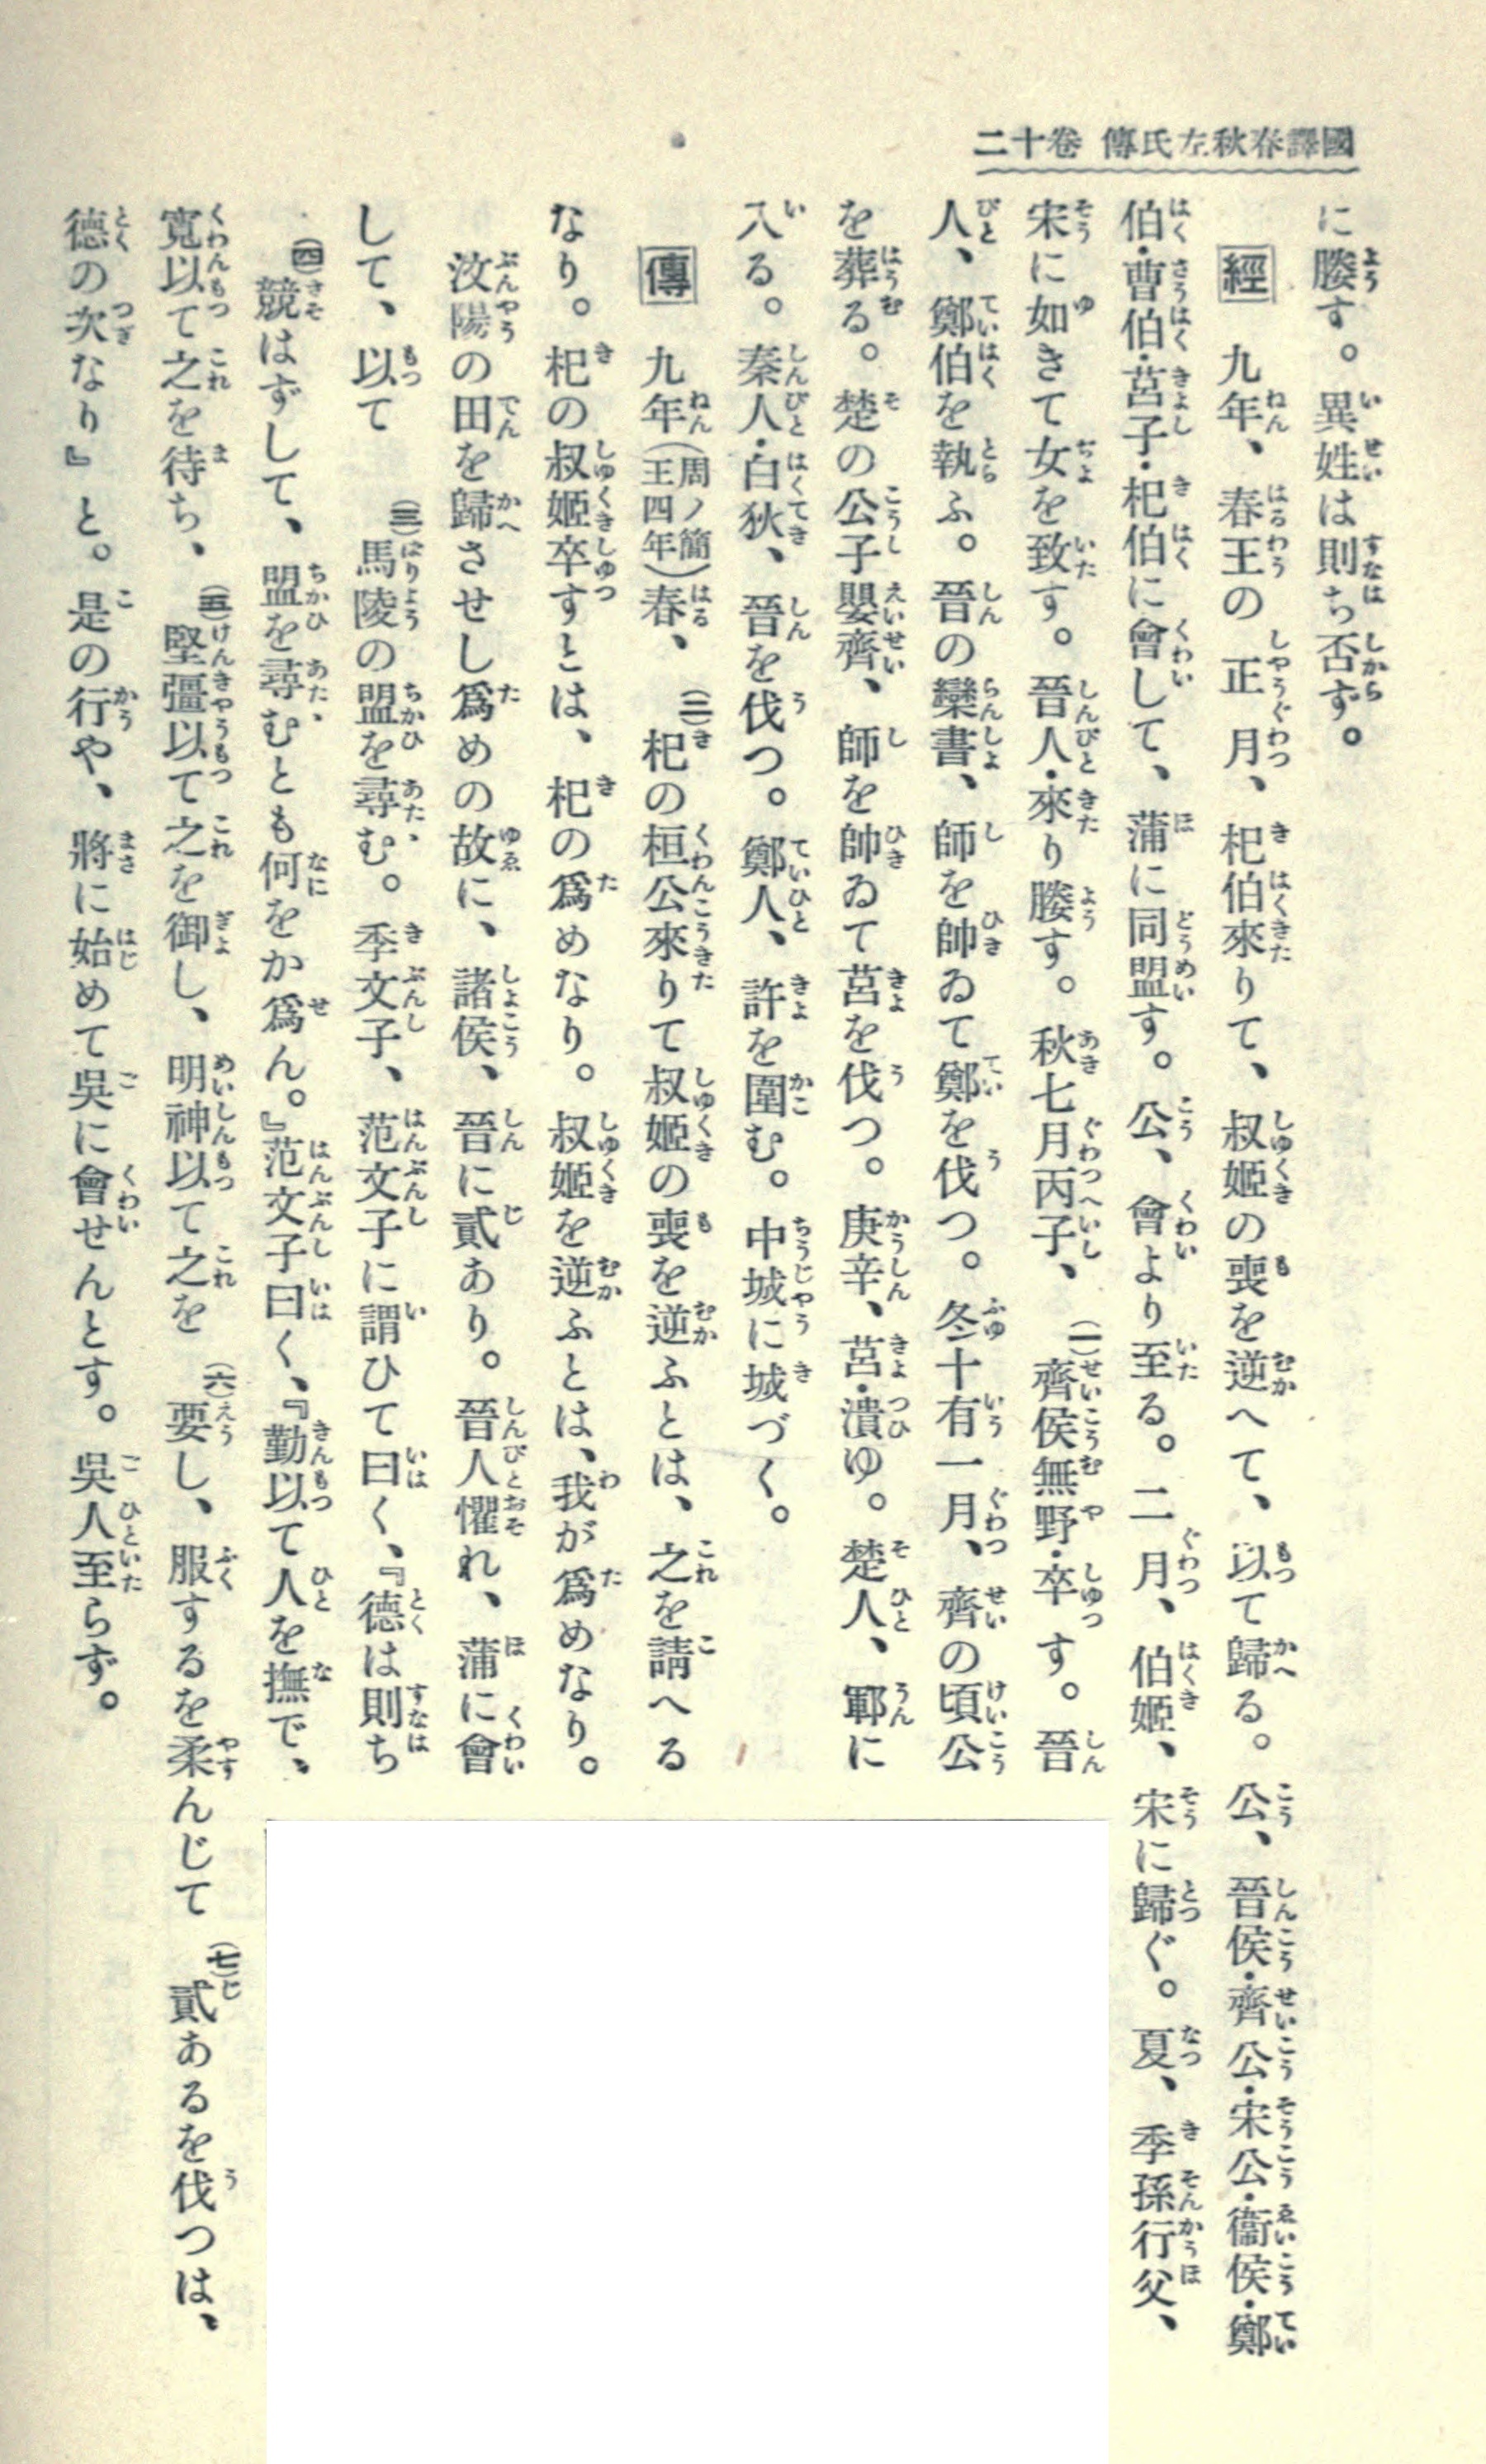 國譯春秋左氏傳 卷十二
に媵す。異姓は則ち否ず。
經 九年、春王の正月、杞伯來りて、叔姬の喪を逆へて、以て歸る。公、晉侯・齊公・宋公・衞侯・鄭
伯・曹伯・莒子・杞伯に會して、蒲に同盟す。公、會より至る。二月、伯姬、宋に歸ぐ。夏、季孫行父、
宋に如きて女を致す。晉人・來り媵す。秋七月丙子、(一)齊侯無野・卒す。晉
人、鄭伯を執ふ。晉の欒書、師を帥ゐて鄭を伐つ。冬十有一月、齊の頃公
を葬る。楚の公子嬰齊、師を帥ゐて莒を伐つ。庚辛、莒・潰ゆ。楚人、鄆に
入る。秦人・白狄、晉を伐つ。鄭人、許を圍む。中城に城づく。
傳 九年(周ノ簡王四年)春、(二)杞の桓公來りて叔姬の喪を逆ふとは、之を請へる
なり。杞の叔姬卒すとは、杞の爲めなり。叔姬を逆ふとは、我が爲めなり。
汶陽の田を歸させし爲めの故に、諸侯、晉に貳あり。晉人懼れ、蒲に會
して、以て(三)馬陵の盟を尋む。季文子、范文子に謂ひて曰く、『德は則ち
(四)競はずして、盟を尋むとも何をか爲ん。』范文子曰く、『勤以て人を撫で、
寬以て之を待ち、(五)堅彊以て之を御し、明神以て之を(六)要し、服するを柔んじて(七)貳あるを伐つは、
德の次なり』と。是の行や、將に始めて吳に會せんとす。吳人至らず。